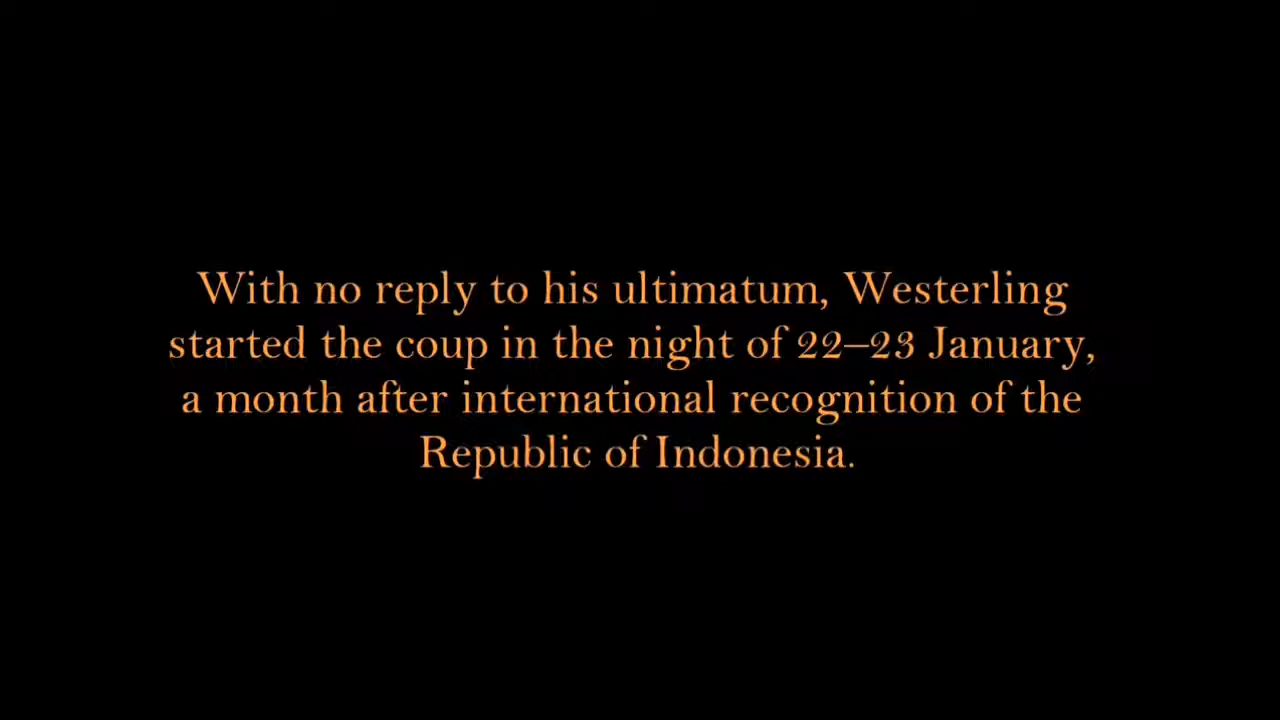 With no reply to his ultimatum, Westerling
started the coup in the night of 22–23 January,
a month after international recognition of the
Republic of Indonesia.